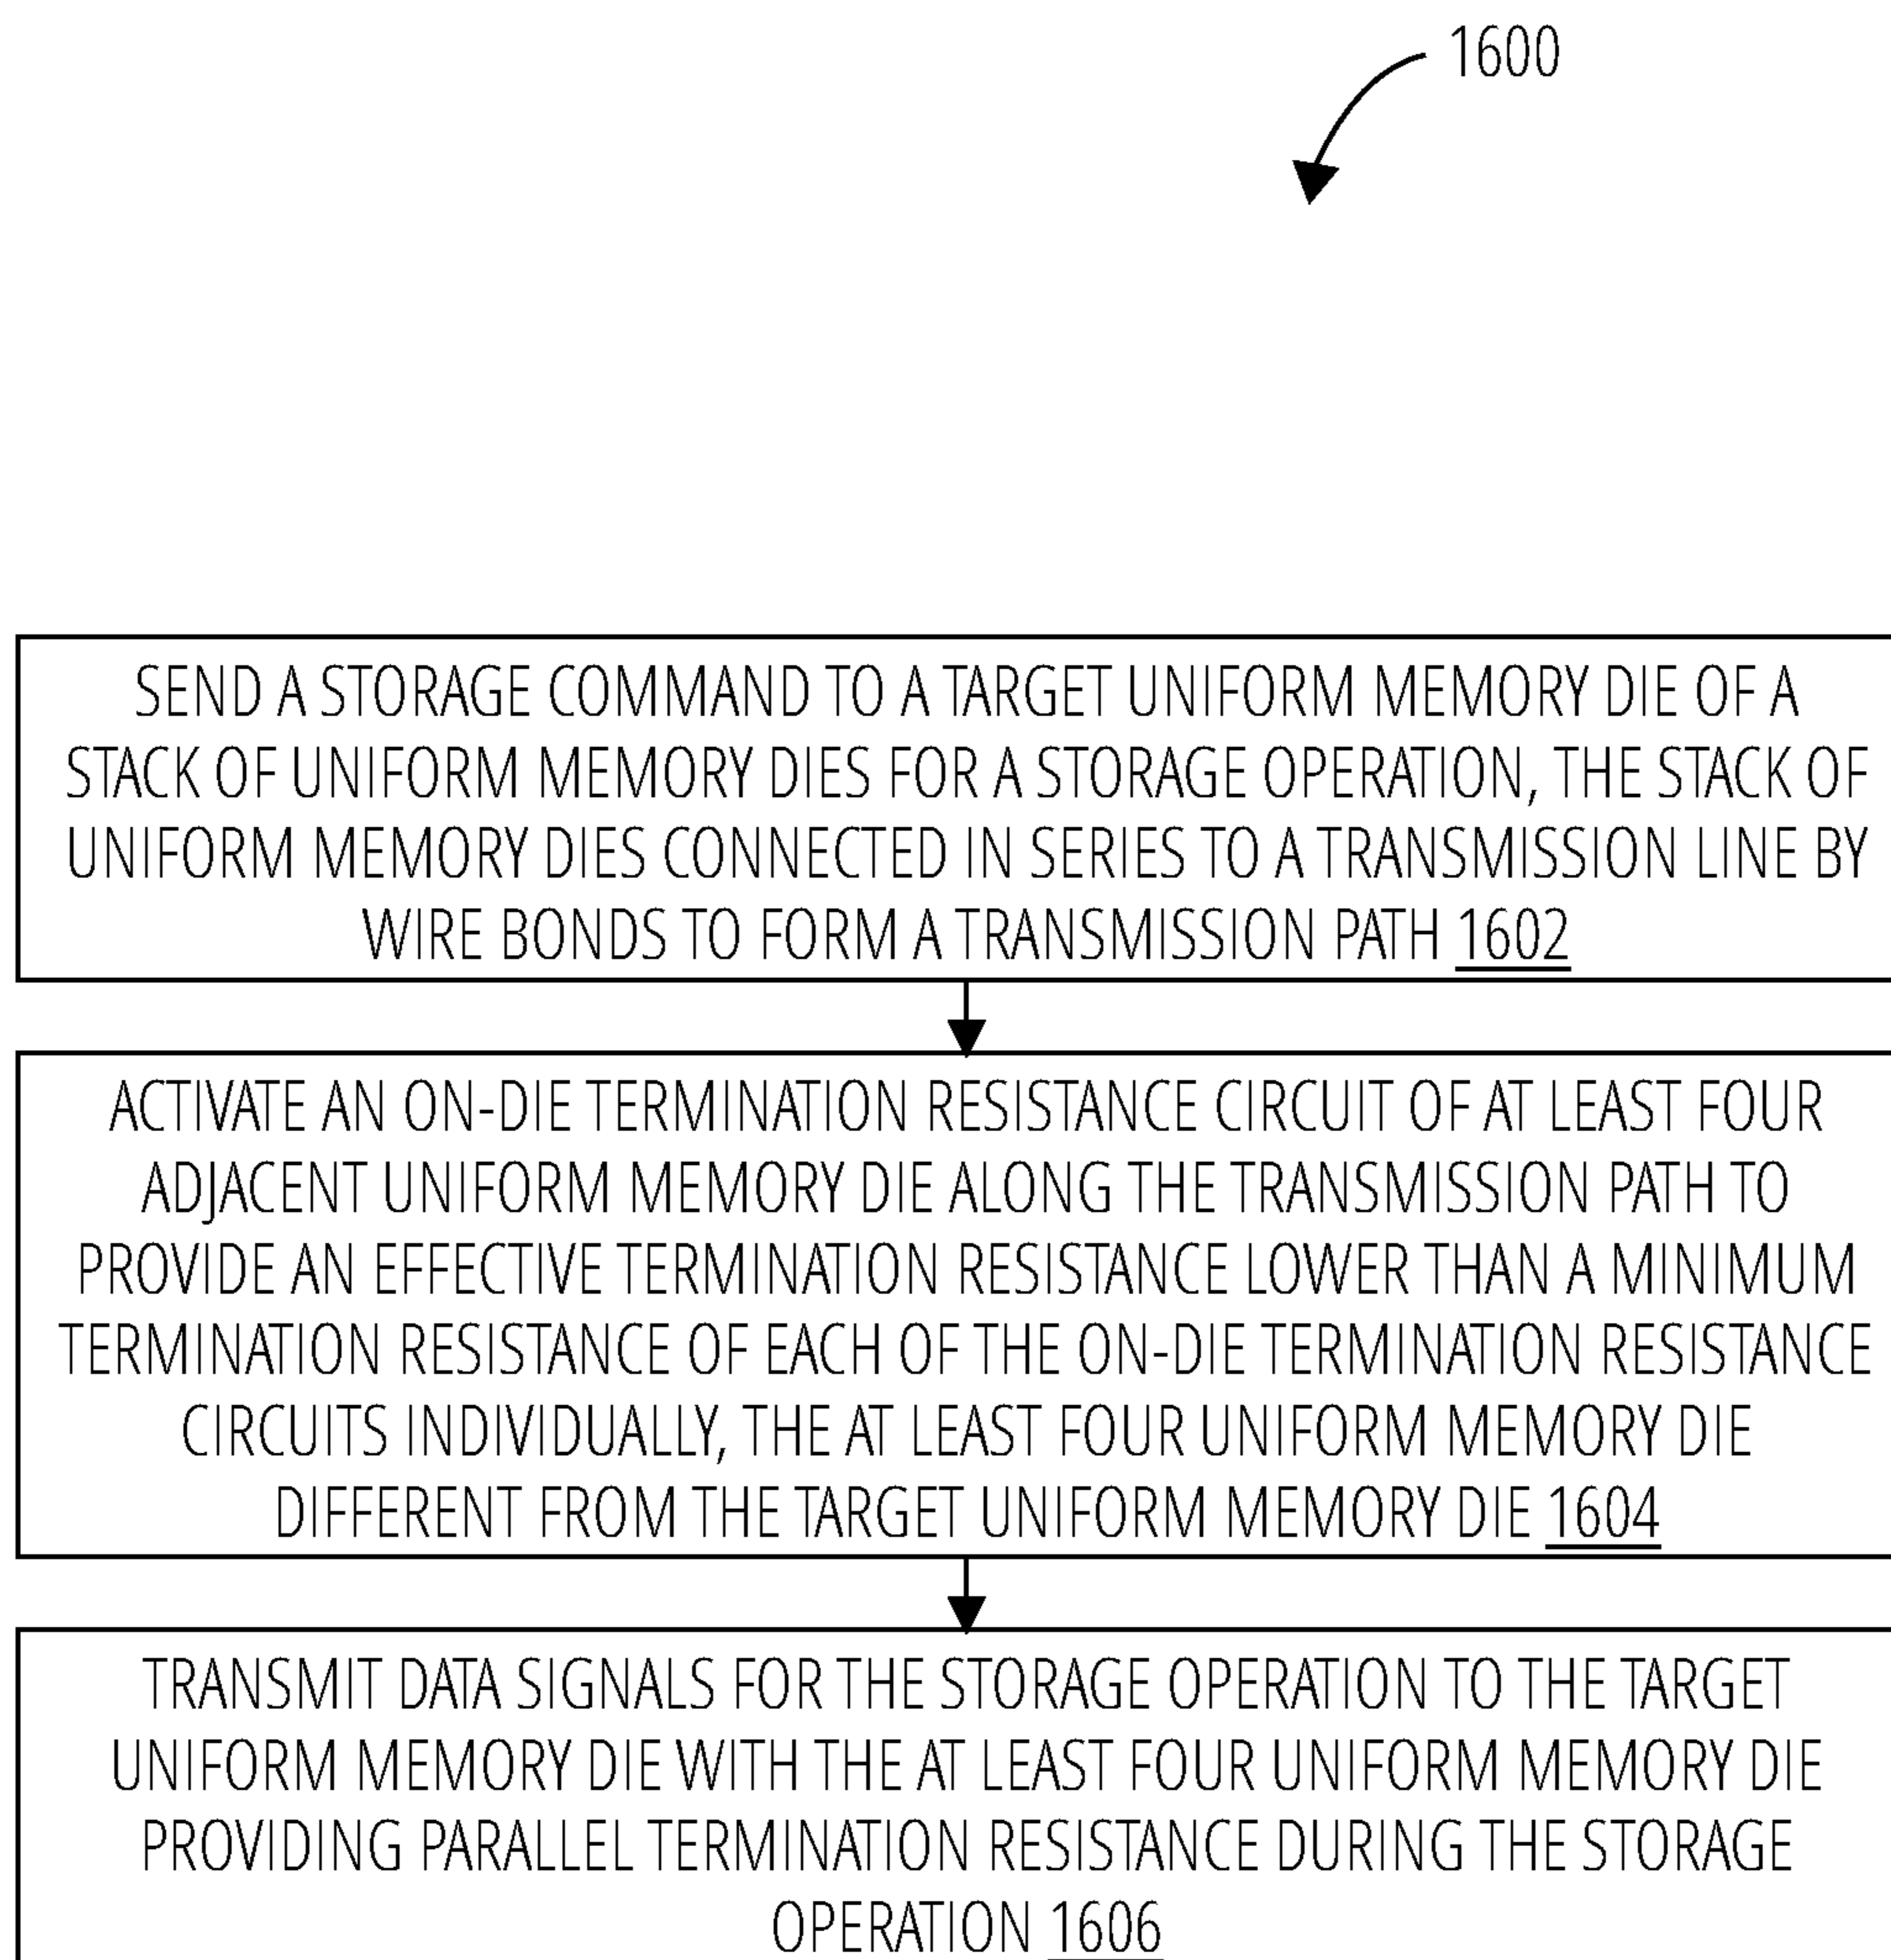 1600
SEND A STORAGE COMMAND TO A TARGET UNIFORM MEMORY DIE OF A
STACK OF UNIFORM MEMORY DIES FOR A STORAGE OPERATION, THE STACK OF
UNIFORM MEMORY DIES CONNECTED IN SERIES TO A TRANSMISSION LINE BY
WIRE BONDS TO FORM A TRANSMISSION PATH 1602
ACTIVATE AN ON-DIE TERMINATION RESISTANCE CIRCUIT OF AT LEAST FOUR
ADJACENT UNIFORM MEMORY DIE ALONG THE TRANSMISSION PATH TO
PROVIDE AN EFFECTIVE TERMINATION RESISTANCE LOWER THAN A MINIMUM
TERMINATION RESISTANCE OF EACH OF THE ON-DIE TERMINATION RESISTANCE
CIRCUITS INDIVIDUALLY, THE AT LEAST FOUR UNIFORM MEMORY DIE
DIFFERENT FROM THE TARGET UNIFORM MEMORY DIE 1604
TRANSMIT DATA SIGNALS FOR THE STORAGE OPERATION TO THE TARGET
UNIFORM MEMORY DIE WITH THE AT LEAST FOUR UNIFORM MEMORY DIE
PROVIDING PARALLEL TERMINATION RESISTANCE DURING THE STORAGE
OPERATION 1606